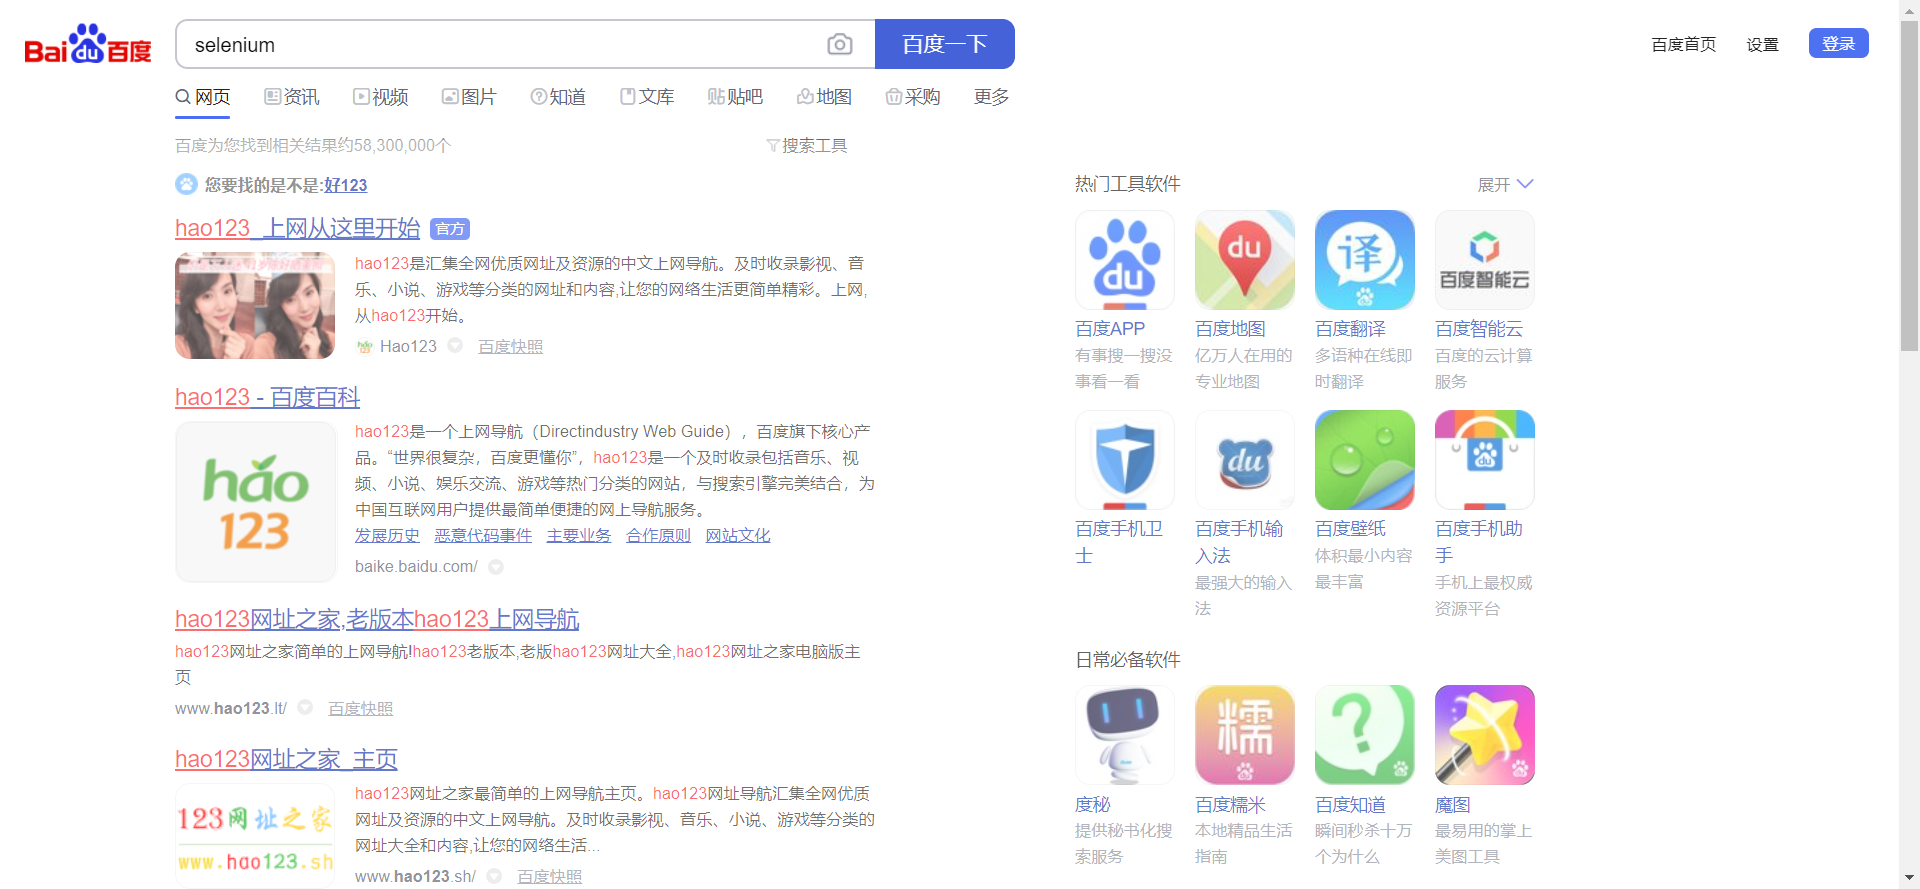 Bai du 百度
selenium
百度一下
百度首页
设置
登录
网页
资讯
视频
图片
知道
文库
贴 贴吧
地图
采购
更多
百度为您找到相关结果约58,300,000个
搜索工具
您要找的是不是:好123
hao123_上网从这里开始
官方
hao123是汇集全网优质网址及资源的中文上网导航。及时收录影视、音
乐、小说、游戏等分类的网址和内容,让您的网络生活更简单精彩。上网,
从hao123开始。
hao 123 Hao123
百度快照
hao123 - 百度百科
hao
123
hao123是一个上网导航（Directindustry Web Guide），百度旗下核心产
品。“世界很复杂，百度更懂你”，hao123是一个及时收录包括音乐、视
频、小说、娱乐交流、游戏等热门分类的网站，与搜索引擎完美结合，为
中国互联网用户提供最简单便捷的网上导航服务。
发展历史 恶意代码事件 主要业务 合作原则 网站文化
baike.baidu.com/
hao123网址之家,老版本hao123上网导航
hao123网址之家简单的上网导航!hao123老版本,老版hao123网址大全,hao123网址之家电脑版主
页
www.hao123.lt/
百度快照
hao123网址之家_主页
123网址之家
www.hao123.sh
hao123网址之家最简单的上网导航主页。hao123网址导航汇集全网优质
网址及资源的中文上网导航。及时收录影视、音乐、小说、游戏等分类的
网址大全和内容,让您的网络生活...
www.hao123.sh/
百度快照
热门工具软件
展开
du
du
译
百度智能云
百度APP
有事搜一搜没
事看一看
百度地图
亿万人在用的
专业地图
百度翻译
多语种在线即
时翻译
百度智能云
百度的云计算
服务
du
du
百度手机卫
士
百度手机输
入法
最强大的输入
法
百度壁纸
体积最小内容
最丰富
百度手机助
手
手机上最权威
资源平台
日常必备软件
糯
?
度秘
提供秘书化搜
索服务
百度糯米
本地精品生活
指南
百度知道
瞬间秒杀十万
个为什么
魔图
最易用的掌上
美图工具